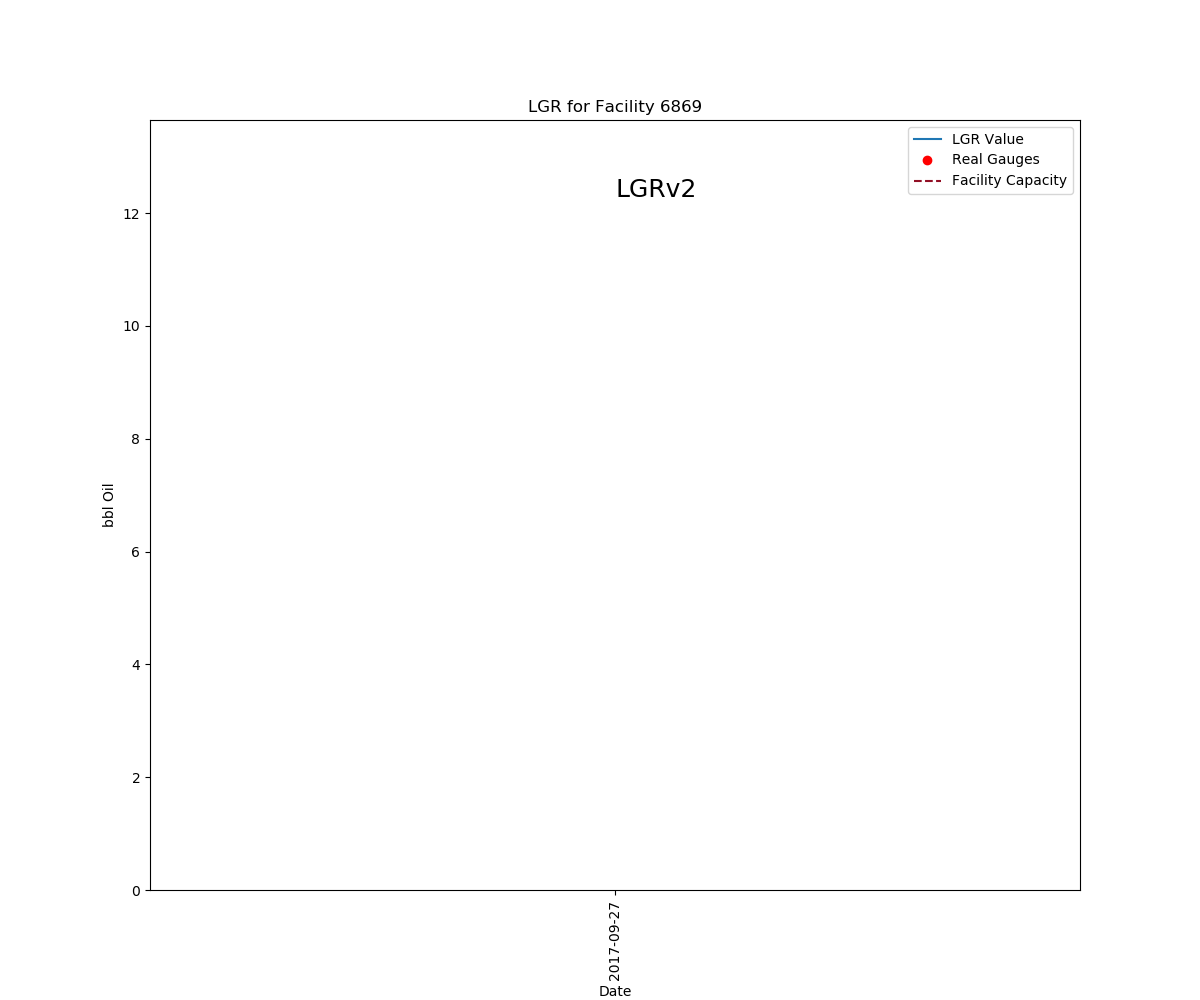 LGR for Facility 6869
LGR Value
Real Gauges
Facility Capacity
LGRv2
12
10
8
6
4
2
0
bbl Oil
2017-09-27
Date